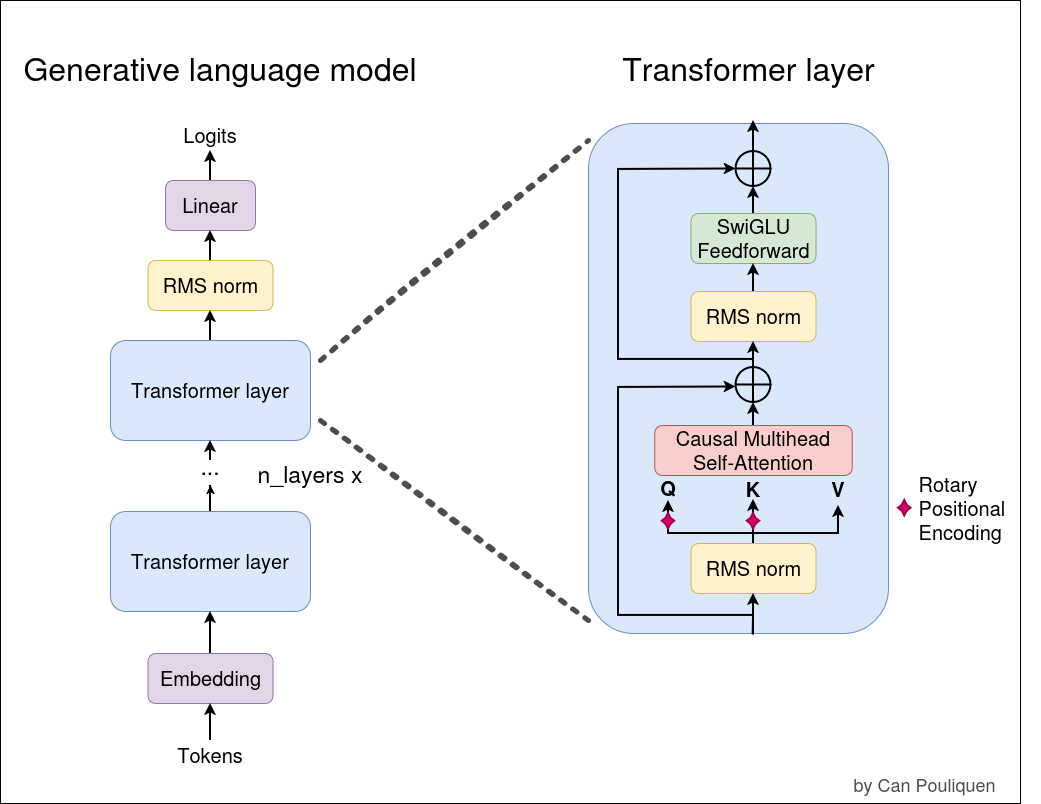 Generative language model
Logits
Linear
RMS norm
Transformer layer
...
n_layers x
Transformer layer
Embedding
Tokens
Transformer layer
SwiGLU
Feedforward
RMS norm
Causal Multihead
Self-Attention
Q K V
RMS norm
Rotary
Positional
Encoding
by Can Pouliquen